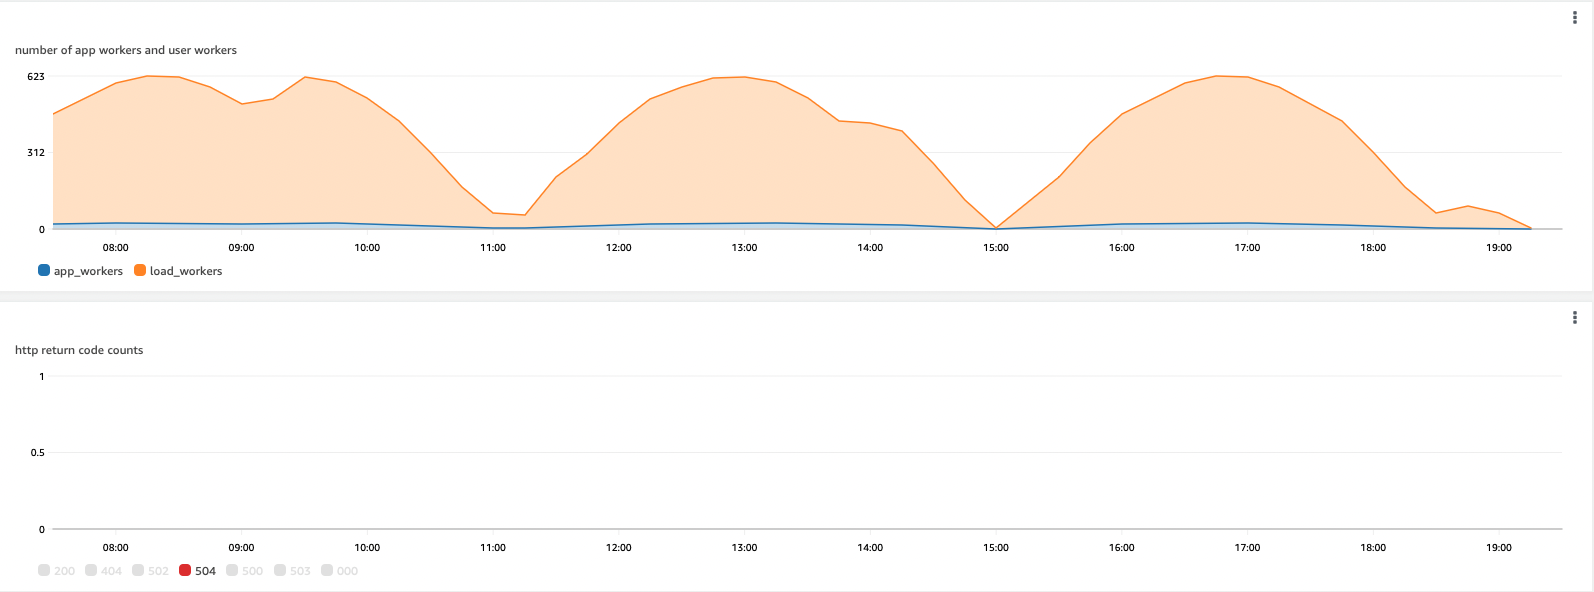 number of app workers and user workers
623
312
0
08:00 09:00 10:00 11:00 12:00 13:00 14:00 15:00 16:00 17:00 18:00 19:00
app_workers load_workers
http return code counts
1
0.5
0
08:00 09:00 10:00 11:00 12:00 13:00 14:00 15:00 16:00 17:00 18:00 19:00
200 404 502 504 500 503 000